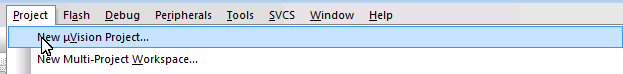 Project Flash Debug Peripherals Tools SVCS Window Help
New µVision Project...
New Multi-Project Workspace...